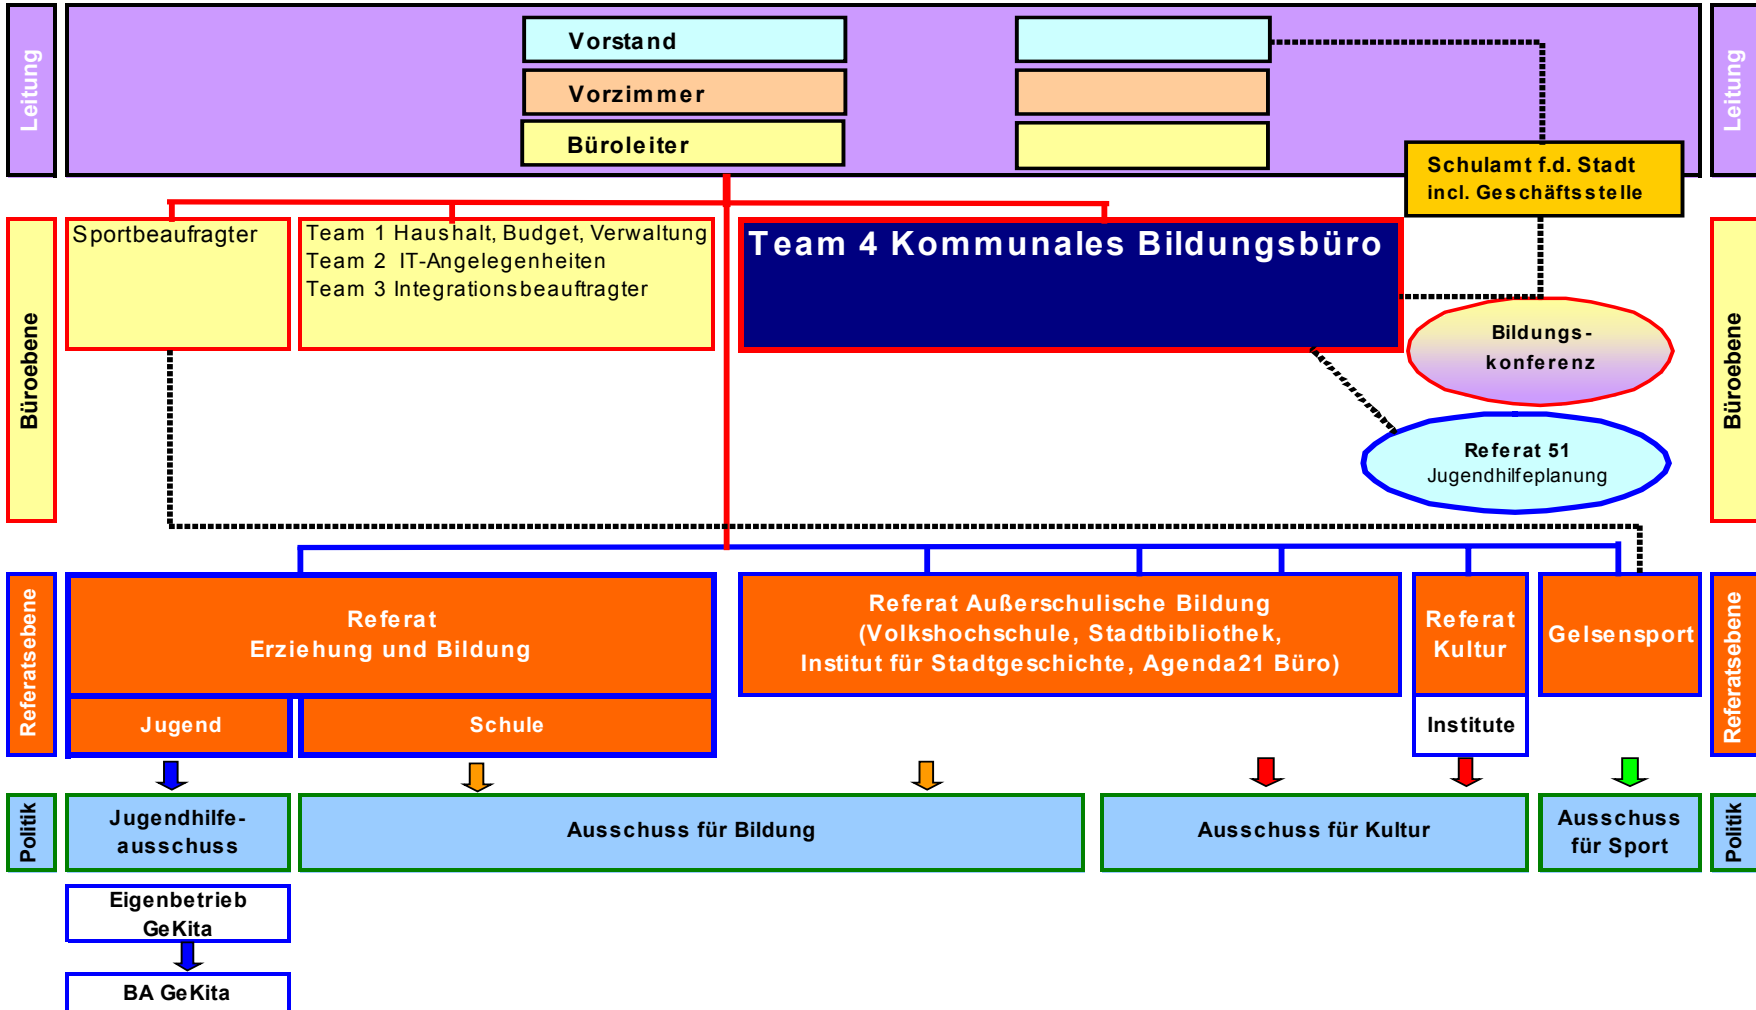 Leitung
Vorstand
Vorzimmer
Büroleiter
Leitung
Schulamt f.d. Stadt
incl. Geschäftsstelle
Büroebene
Sportbeaufragter
Team 1 Haushalt, Budget, Verwaltung
Team 2 IT-Angelegenheiten
Team 3 Integrationsbeauftragter
Team 4 Kommunales Bildungsbüro
Bildungs-
konferenz
Referat 51
Jugendhilfeplanung
Büroebene
Referatsebene
Referat
Erziehung und Bildung
Jugend
Schule
Referat Außerschulische Bildung
(Volkshochschule, Stadtbibliothek,
Institut für Stadtgeschichte, Agenda21 Büro)
Referat
Kultur
Institute
Gelsensport
Referatsebene
Politik
Jugendhilfe-
ausschuss
Ausschuss für Bildung
Ausschuss für Kultur
Ausschuss
für Sport
Politik
Eigenbetrieb
GeKita
BA GeKita